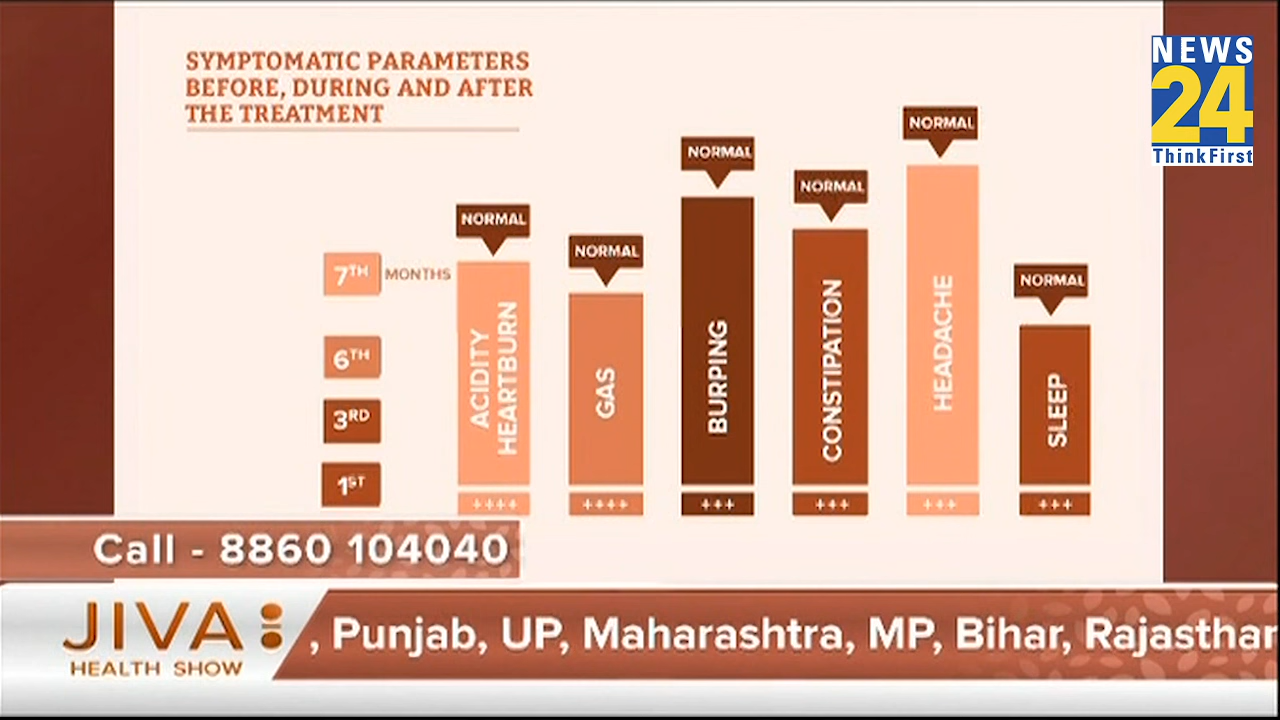 SYMPTOMATIC PARAMETERS
BEFORE, DURING AND AFTER
THE TREATMENT
NEWS
24
ThinkFirst
NORMAL
NORMAL
NORMAL
NORMAL
NORMAL
NORMAL
7TH MONTHS
6TH
3RD
1ST
ACIDITY
HEARTBURN
GAS
BURPING
CONSTIPATION
HEADACHE
SLEEP
++++
++++
+++
+++
+++
+++
Call - 8860 104040
JIVA
HEALTH SHOW
, Punjab, UP, Maharashtra, MP, Bihar, Rajasthan